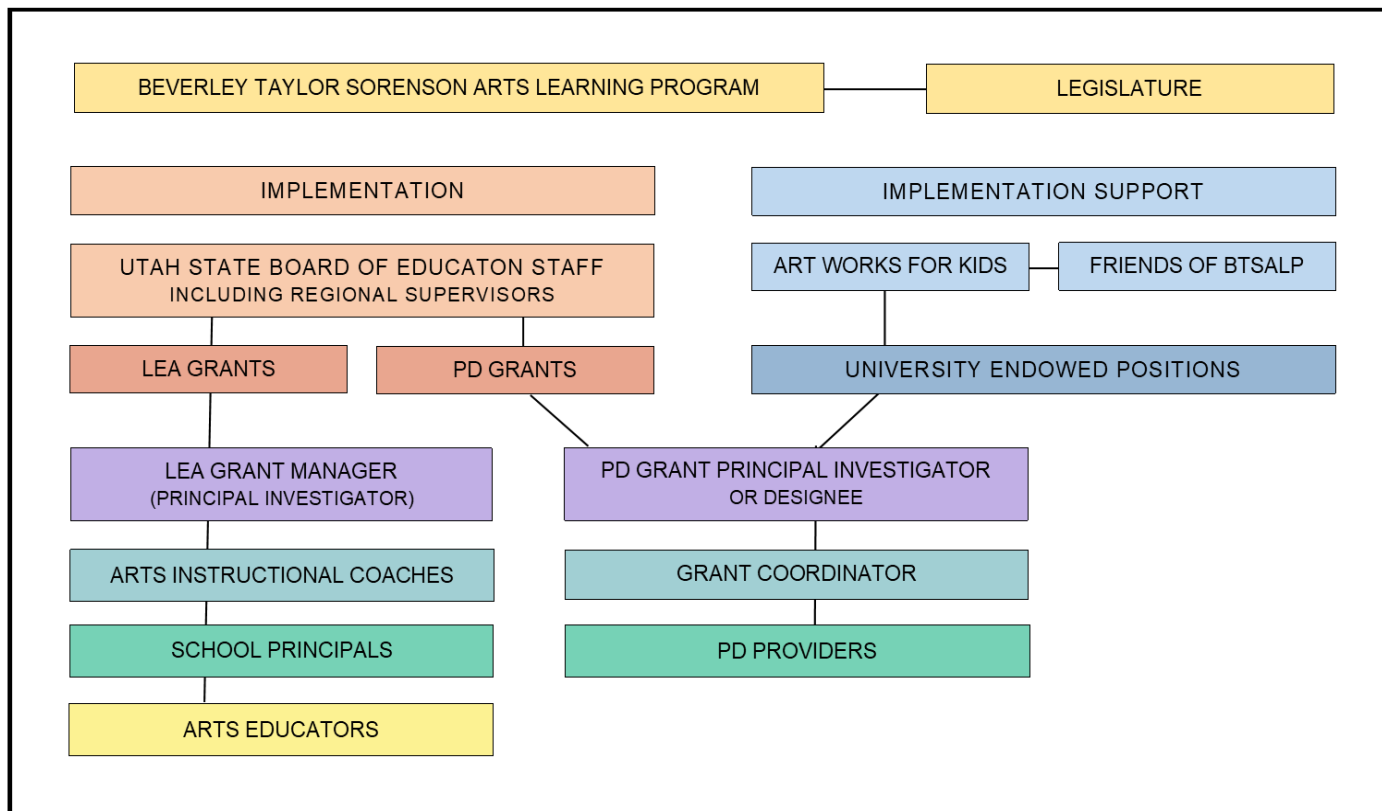 BEVERLEY TAYLOR SORENSON ARTS LEARNING PROGRAM
LEGISLATURE
IMPLEMENTATION
IMPLEMENTATION SUPPORT
UTAH STATE BOARD OF EDUCATON STAFF
INCLUDING REGIONAL SUPERVISORS
ART WORKS FOR KIDS
FRIENDS OF BTSALP
LEA GRANTS
PD GRANTS
UNIVERSITY ENDOWED POSITIONS
LEA GRANT MANAGER
(PRINCIPAL INVESTIGATOR)
PD GRANT PRINCIPAL INVESTIGATOR
OR DESIGNEE
ARTS INSTRUCTIONAL COACHES
GRANT COORDINATOR
SCHOOL PRINCIPALS
PD PROVIDERS
ARTS EDUCATORS